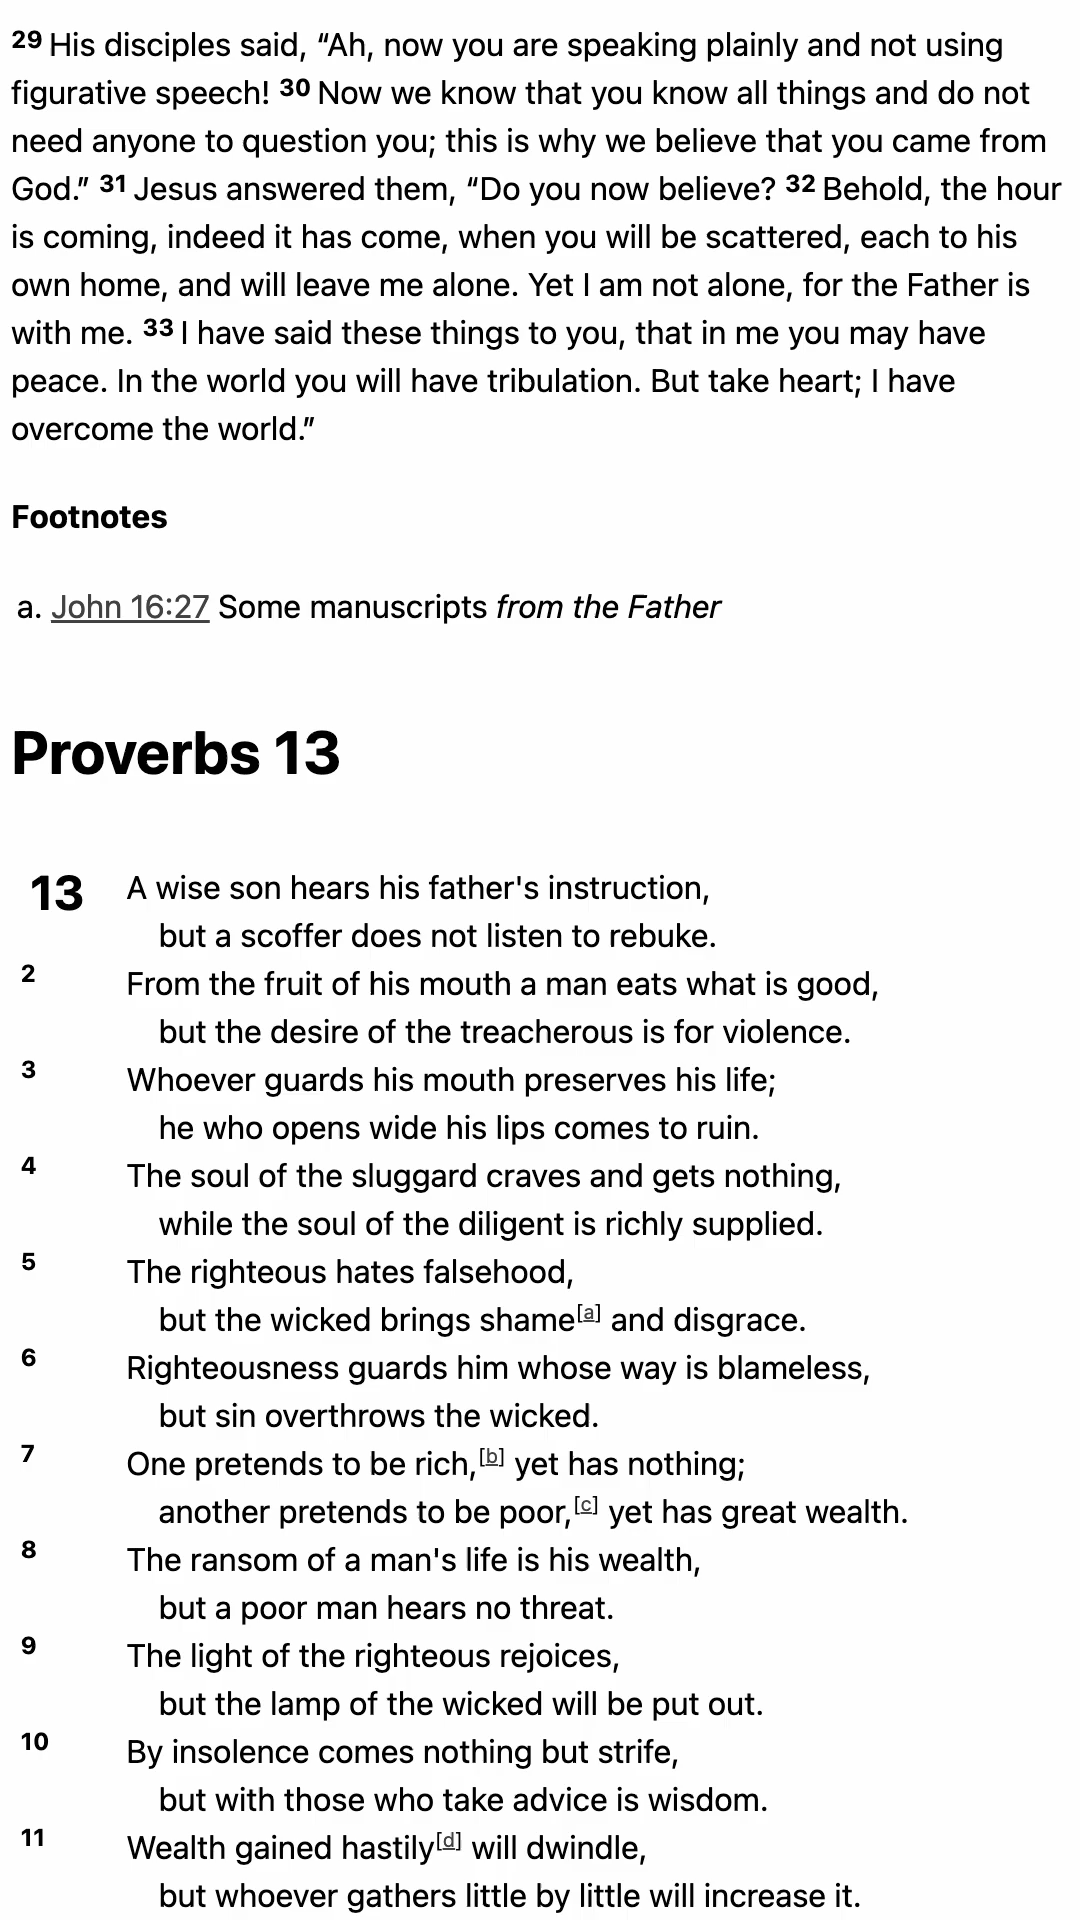 29 His disciples said, “Ah, now you are speaking plainly and not using
figurative speech! 30 Now we know that you know all things and do not
need anyone to question you; this is why we believe that you came from
God.” 31 Jesus answered them, “Do you now believe? 32 Behold, the hour
is coming, indeed it has come, when you will be scattered, each to his
own home, and will leave me alone. Yet I am not alone, for the Father is
with me. 33 I have said these things to you, that in me you may have
peace. In the world you will have tribulation. But take heart; I have
overcome the world.”
Footnotes
a. John 16:27 Some manuscripts from the Father
Proverbs 13
13 A wise son hears his father's instruction,
but a scoffer does not listen to rebuke.
2 From the fruit of his mouth a man eats what is good,
but the desire of the treacherous is for violence.
3 Whoever guards his mouth preserves his life;
he who opens wide his lips comes to ruin.
4 The soul of the sluggard craves and gets nothing,
while the soul of the diligent is richly supplied.
5 The righteous hates falsehood,
but the wicked brings shame[a] and disgrace.
6 Righteousness guards him whose way is blameless,
but sin overthrows the wicked.
7 One pretends to be rich,[b] yet has nothing;
another pretends to be poor,[c] yet has great wealth.
8 The ransom of a man's life is his wealth,
but a poor man hears no threat.
9 The light of the righteous rejoices,
but the lamp of the wicked will be put out.
10 By insolence comes nothing but strife,
but with those who take advice is wisdom.
11 Wealth gained hastily[d] will dwindle,
but whoever gathers little by little will increase it.